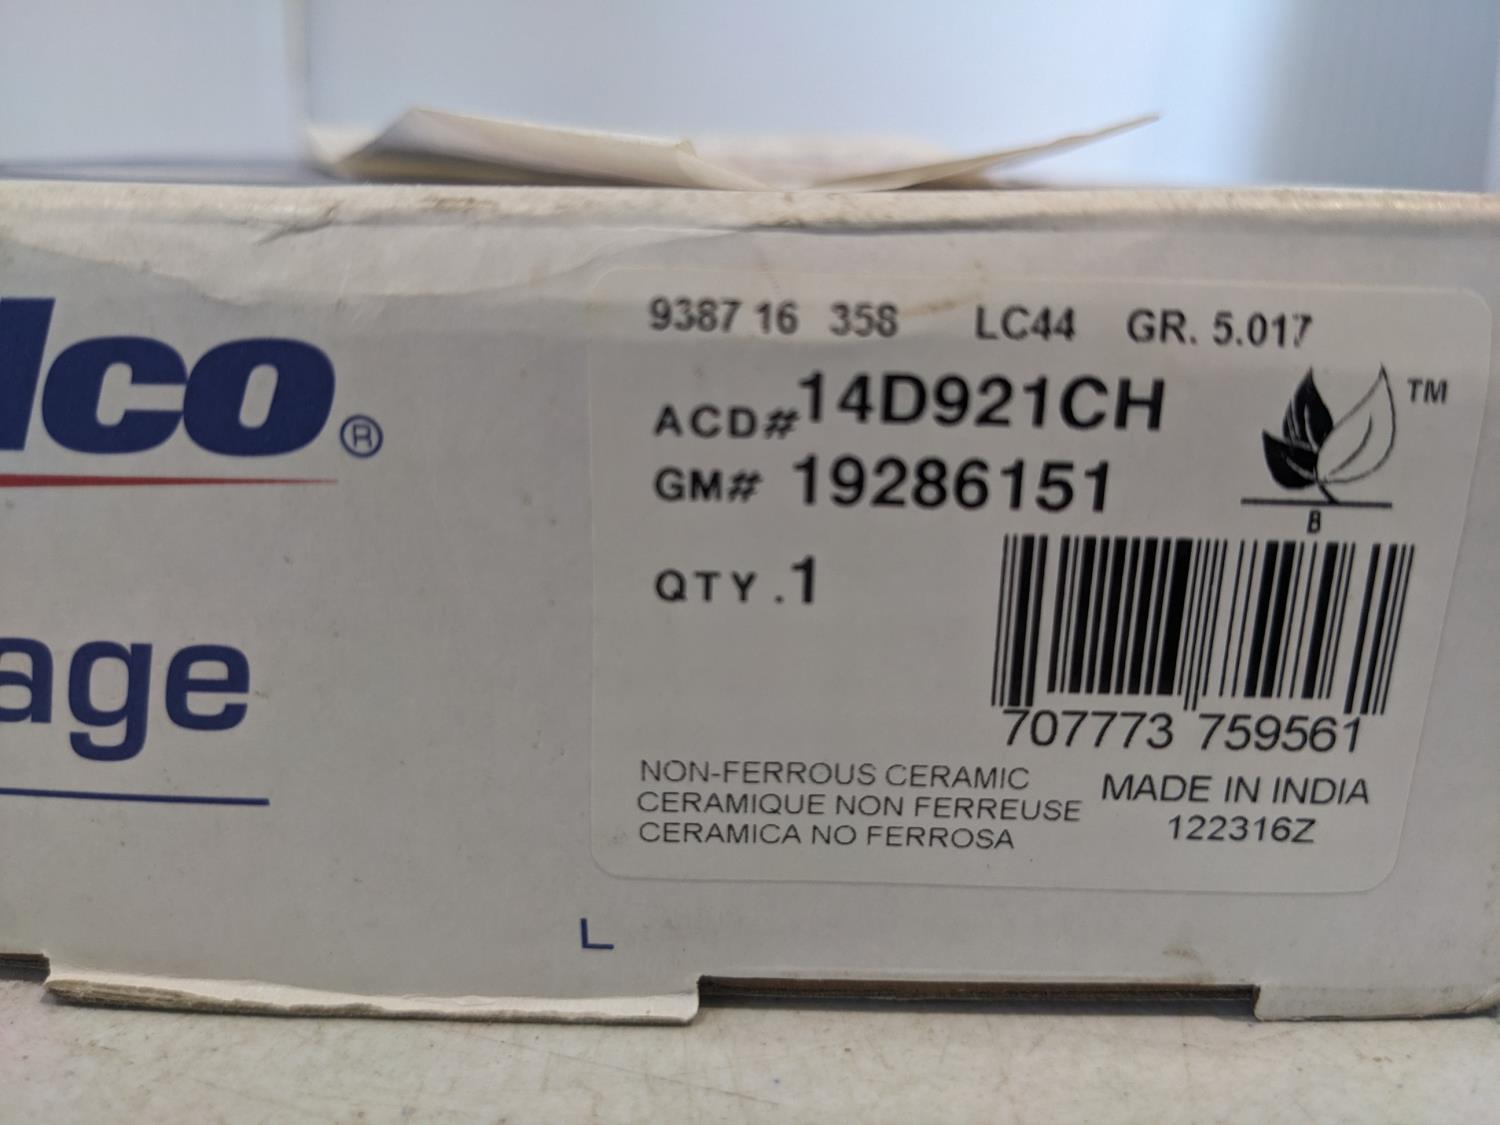 lco®
age
L
9387 16 358 LC44 GR. 5.017
ACD#14D921CH
TM
GM# 19286151
B
QTY.1
707773 759561
NON-FERROUS CERAMIC
CERAMIQUE NON FERREUSE
CERAMICA NO FERROSA
MADE IN INDIA
122316Z